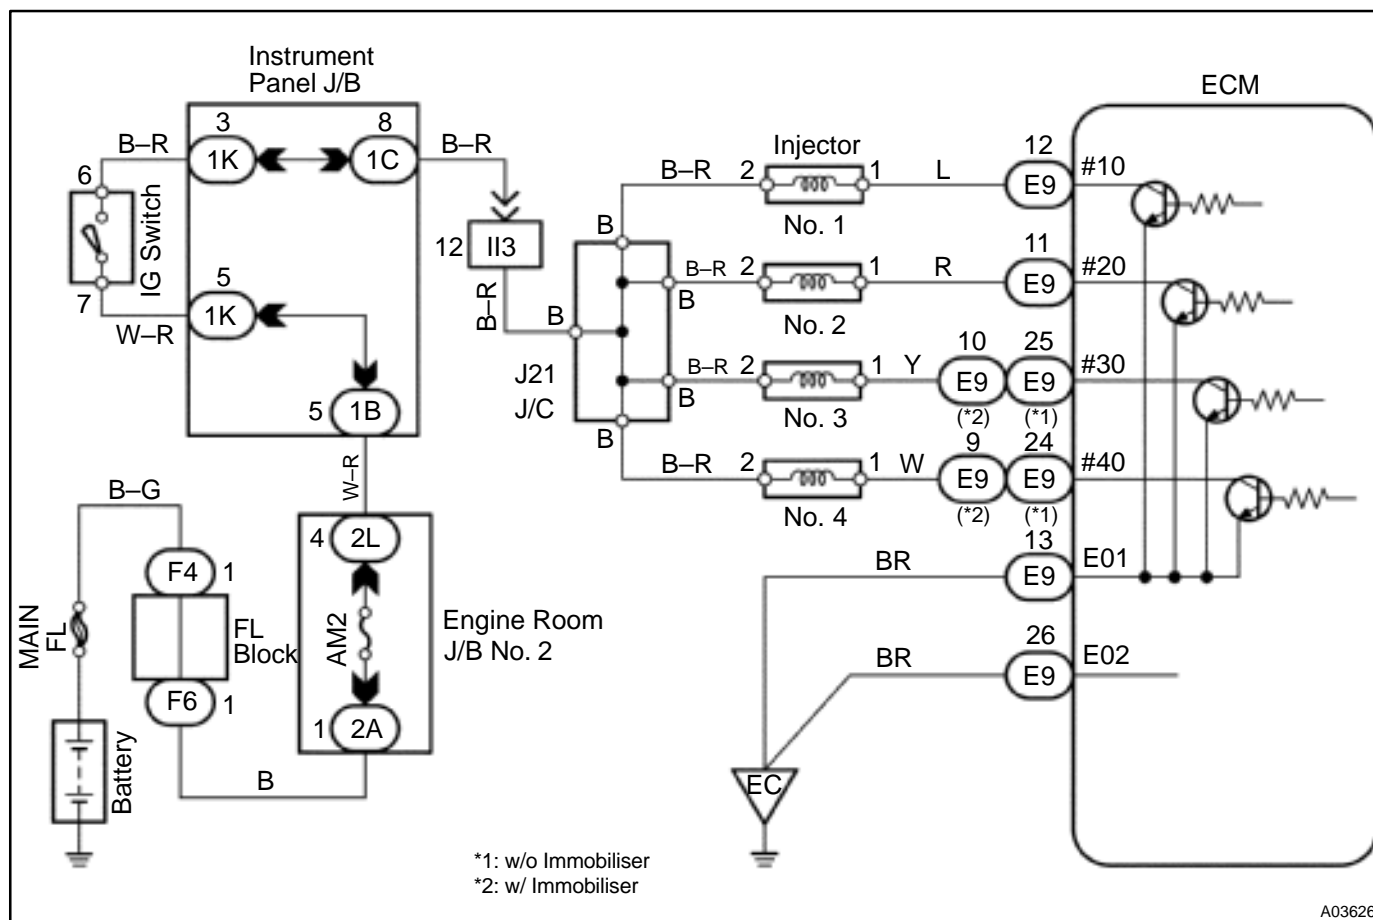 Instrument
Panel J/B
ECM
3
8
B–R
1K
1C
B–R
6
IG Switch
7
5
1K
W–R
5
1B
12
II3
B–R
W–R
B–G
F4
1
MAIN
FL
FL
Block
F6
1
Battery
B
4
2L
AM2
1
2A
Engine Room
J/B No. 2
B
B
B
B
B
J21
J/C
Injector
B–R
2
1
L
12
E9
#10
No. 1
B–R
2
1
R
11
E9
#20
No. 2
B–R
2
1
Y
10
E9
(*2)
25
E9
(*1)
#30
No. 3
B–R
2
1
W
9
E9
(*2)
24
E9
(*1)
#40
No. 4
BR
13
E9
E01
BR
26
E9
E02
EC
*1: w/o Immobiliser
*2: w/ Immobiliser
A03626